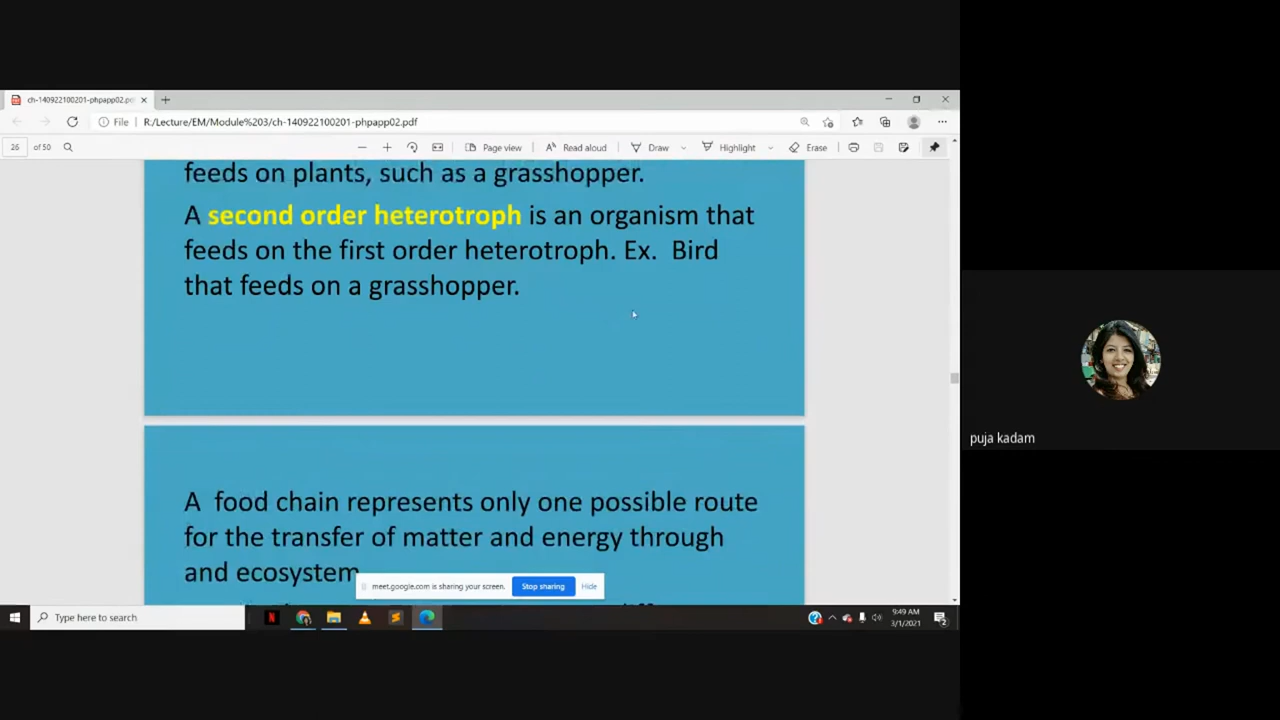 ch-140922100201-phpapp02.pdf
File R:/Lecture/EM/Module%203/ch-140922100201-phpapp02.pdf
26 of 50 Page view Read aloud Draw Highlight Erase
feeds on plants, such as a grasshopper.
A second order heterotroph is an organism that
feeds on the first order heterotroph. Ex. Bird
that feeds on a grasshopper.
A food chain represents only one possible route
for the transfer of matter and energy through
and ecosystem
meet.google.com is sharing your screen. Stop sharing Hide
puja kadam
Type here to search
9:49 AM
3/1/2021
2